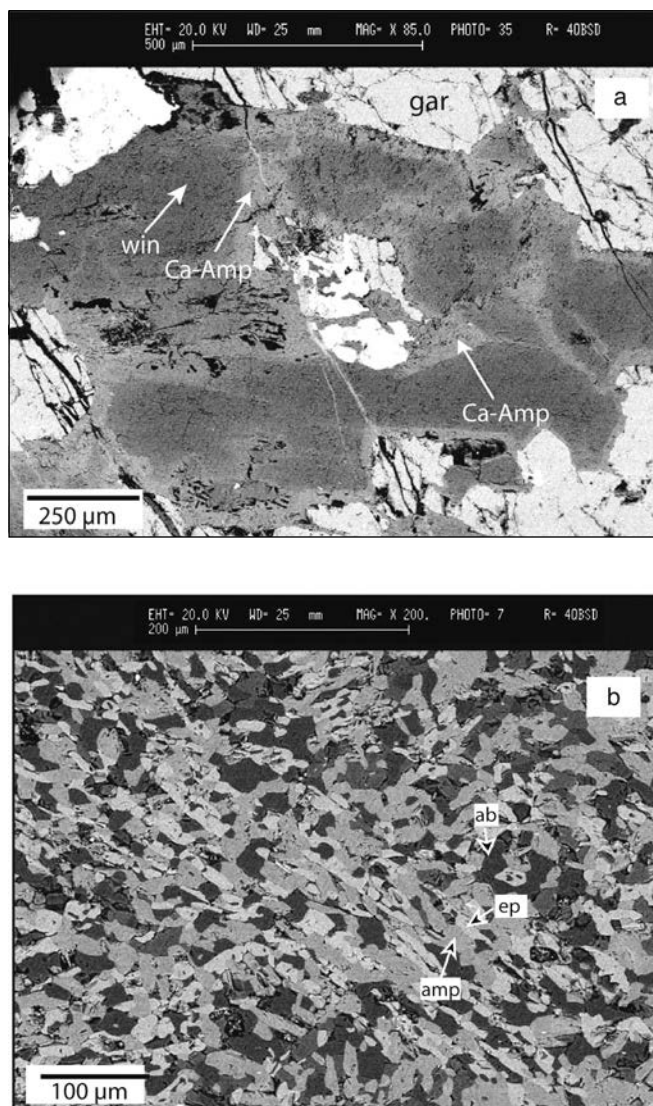 EHT= 20.0 KV WD= 25 mm MAG= X 85.0 PHOTO= 35 R= 4OBSD
500 µm
gar
a
win
Ca-Amp
Ca-Amp
250 µm
EHT= 20.0 KV WD= 25 mm MAG= X 200. PHOTO= 7 R= 4OBSD
200 µm
b
ab
ep
amp
100 µm